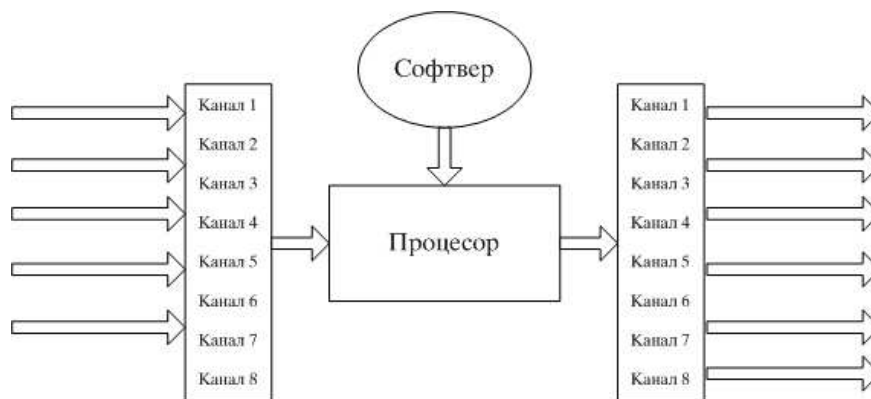 Софтвер
Канал 1
Канал 2
Канал 3
Канал 4
Канал 5
Канал 6
Канал 7
Канал 8
Процесор
Канал 1
Канал 2
Канал 3
Канал 4
Канал 5
Канал 6
Канал 7
Канал 8